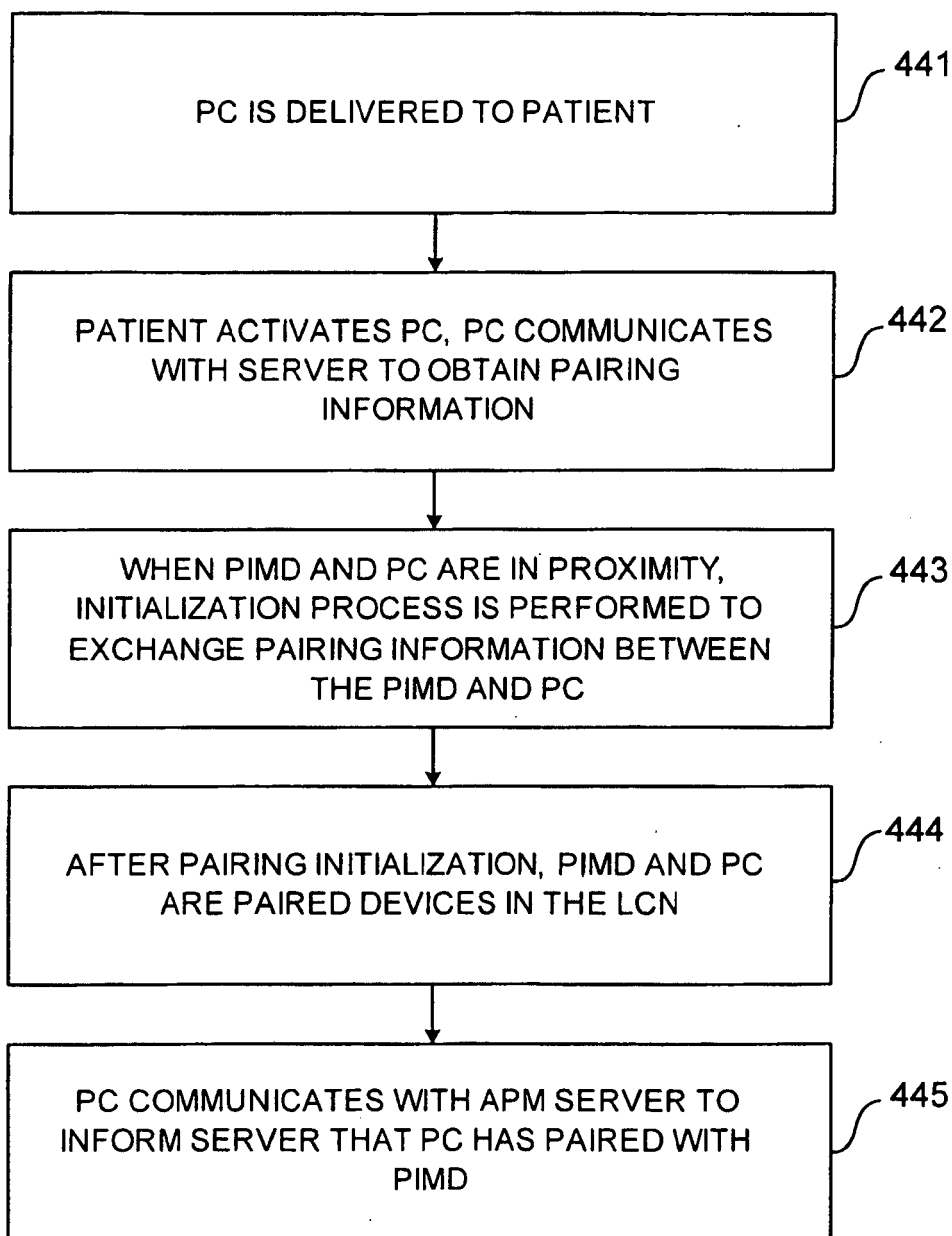 PC IS DELIVERED TO PATIENT
441
PATIENT ACTIVATES PC, PC COMMUNICATES
WITH SERVER TO OBTAIN PAIRING
INFORMATION
442
WHEN PIMD AND PC ARE IN PROXIMITY,
INITIALIZATION PROCESS IS PERFORMED TO
EXCHANGE PAIRING INFORMATION BETWEEN
THE PIMD AND PC
443
AFTER PAIRING INITIALIZATION, PIMD AND PC
ARE PAIRED DEVICES IN THE LCN
444
PC COMMUNICATES WITH APM SERVER TO
INFORM SERVER THAT PC HAS PAIRED WITH
PIMD
445